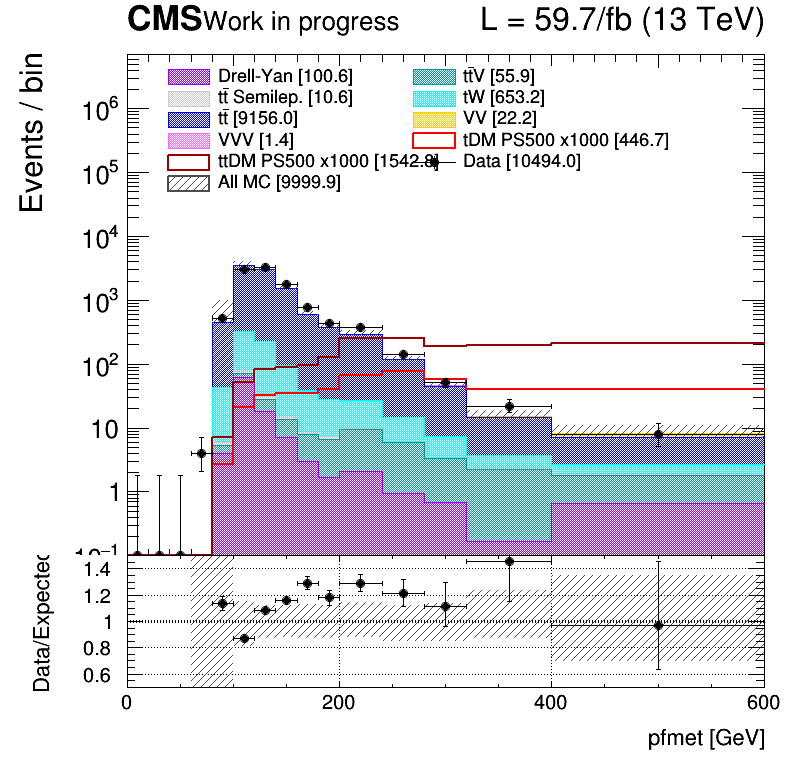 CMS Work in progress L = 59.7/fb (13 TeV)
Events / bin
Drell-Yan [100.6] tt̄V [55.9]
tt̄ Semilep. [10.6] tW [653.2]
tt̄ [9156.0] VV [22.2]
VVV [1.4] tDM PS500 x1000 [446.7]
ttDM PS500 x1000 [1542.8] Data [10494.0]
All MC [9999.9]
10⁶
10⁵
10⁴
10³
10²
10
1
10⁻¹
Data/Expected
1.4
1.2
1
0.8
0.6
0 200 400 600
pfmet [GeV]